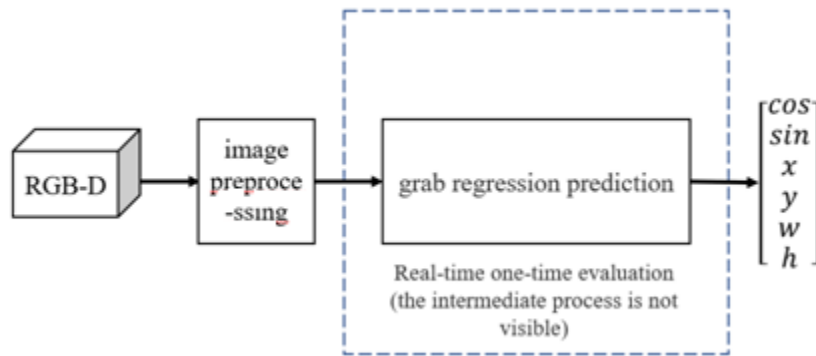 RGB-D
image
preproce
-ssing
grab regression prediction
Real-time one-time evaluation
(the intermediate process is not
visible)
cos
sin
x
y
w
h